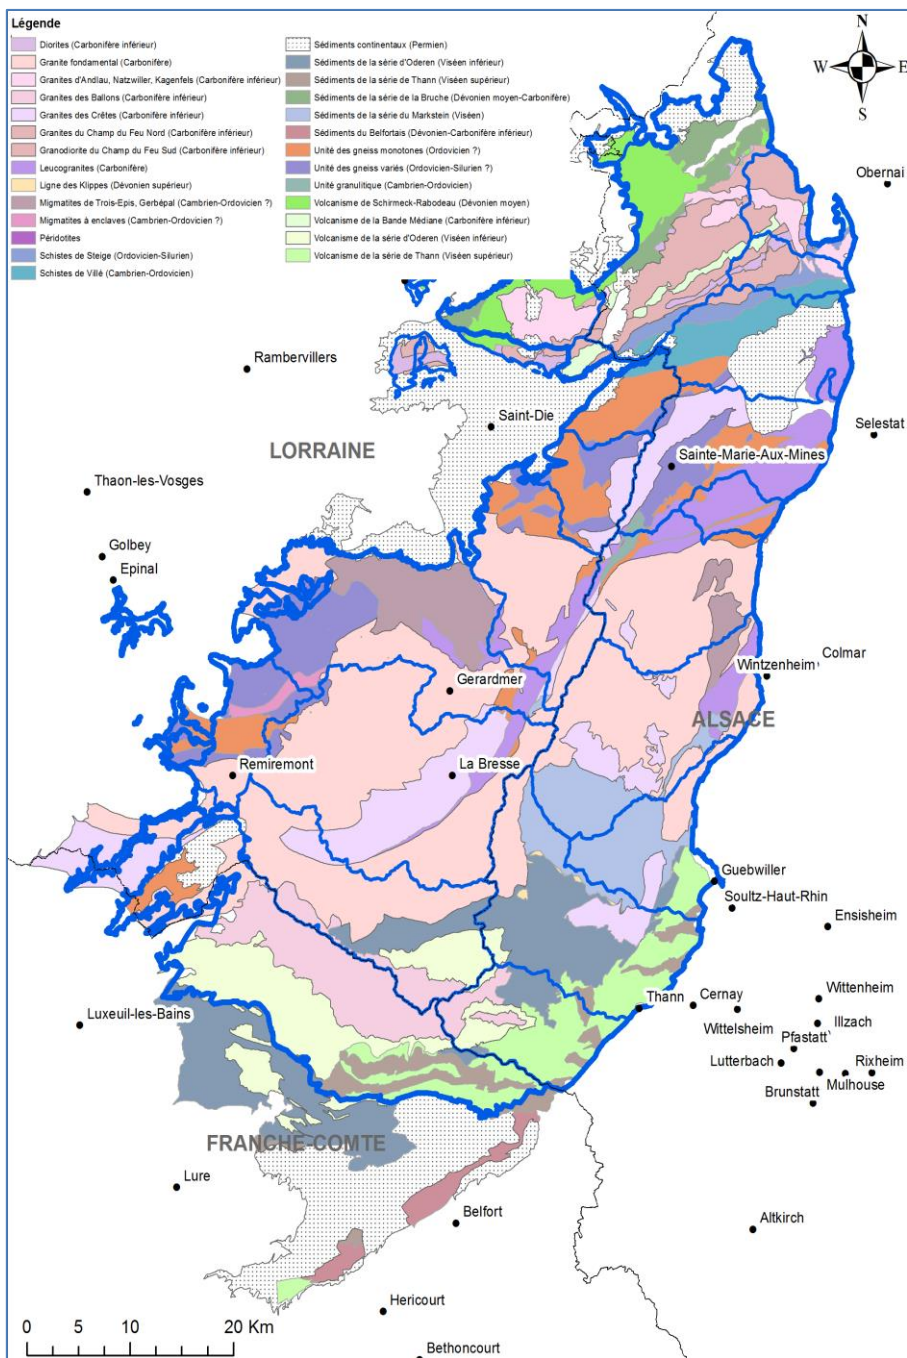 Légende
Diorites (Carbonifère inférieur)
Granite fondamental (Carbonifère)
Granites d'Andlau, Natzwiller, Kagenfels (Carbonifère inférieur)
Granites des Ballons (Carbonifère inférieur)
Granites des Crêtes (Carbonifère inférieur)
Granites du Champ du Feu Nord (Carbonifère inférieur)
Granodiorite du Champ du Feu Sud (Carbonifère inférieur)
Leucogranites (Carbonifère)
Ligne des Klippes (Dévonien supérieur)
Migmatites de Trois-Epis, Gerbépal (Cambrien-Ordovicien ?)
Migmatites à enclaves (Cambrien-Ordovicien ?)
Péridotites
Schistes de Steige (Ordovicien-Silurien)
Schistes de Villé (Cambrien-Ordovicien)
Sédiments continentaux (Permien)
Sédiments de la série d'Oderen (Viséen inférieur)
Sédiments de la série de Thann (Viséen supérieur)
Sédiments de la série de la Bruche (Dévonien moyen-Carbonifère)
Sédiments de la série du Markstein (Viséen)
Sédiments du Belfortais (Dévonien-Carbonifère inférieur)
Unité des gneiss monotones (Ordovicien ?)
Unité des gneiss variés (Ordovicien-Silurien ?)
Unité granulitique (Cambrien-Ordovicien)
Volcanisme de Schirmeck-Rabodeau (Dévonien moyen)
Volcanisme de la Bande Médiane (Carbonifère inférieur)
Volcanisme de la série d'Oderen (Viséen inférieur)
Volcanisme de la série de Thann (Viséen supérieur)
N
W E
S
Obernai
Rambervillers
Saint-Die
LORRAINE
Selestat
Sainte-Marie-Aux-Mines
Thaon-les-Vosges
Golbey
Epinal
Colmar
Wintzenheim
Gerardmer
ALSACE
Remiremont
La Bresse
Guebwiller
Soultz-Haut-Rhin
Ensisheim
Thann
Cernay
Wittenheim
Luxeuil-les-Bains
Wittelsheim
Illzach
Pfastatt
Lutterbach
Rixheim
Mulhouse
Brunstatt
FRANCHE-COMTE
Lure
Belfort
Altkirch
Hericourt
0 5 10 20 Km
Bethoncourt